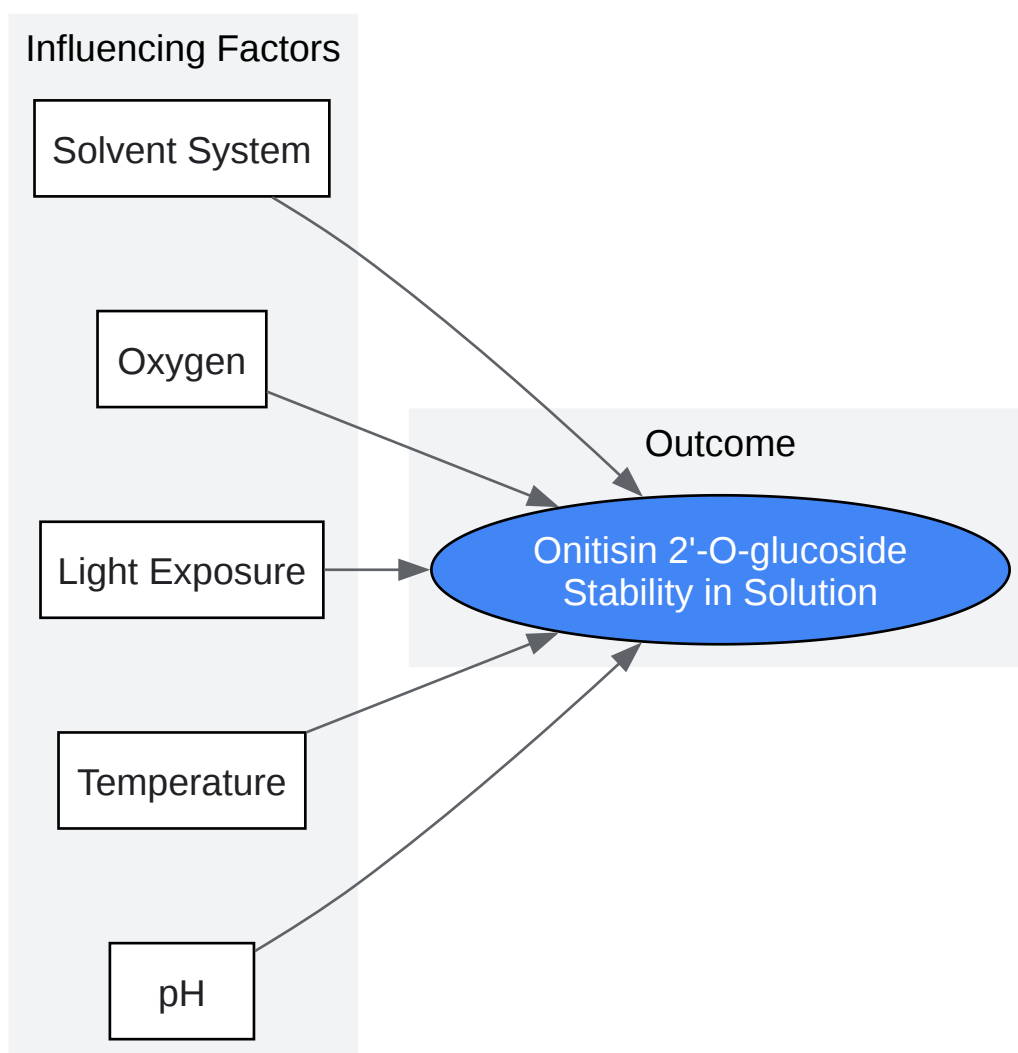 Influencing Factors
Solvent System
Oxygen
Light Exposure
Temperature
pH
Outcome
Onitisin 2'-O-glucoside
Stability in Solution